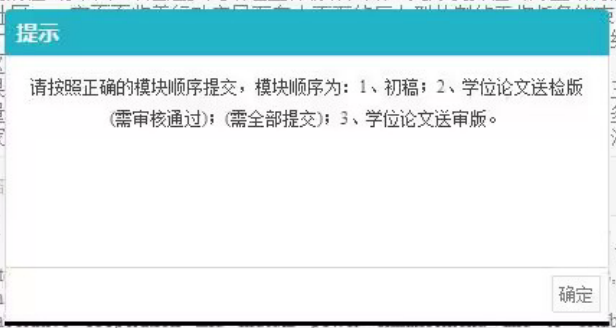 提示
请按照正确的模块顺序提交，模块顺序为：1、初稿；2、学位论文送检版
(需审核通过)；(需全部提交)；3、学位论文送审版。
确定